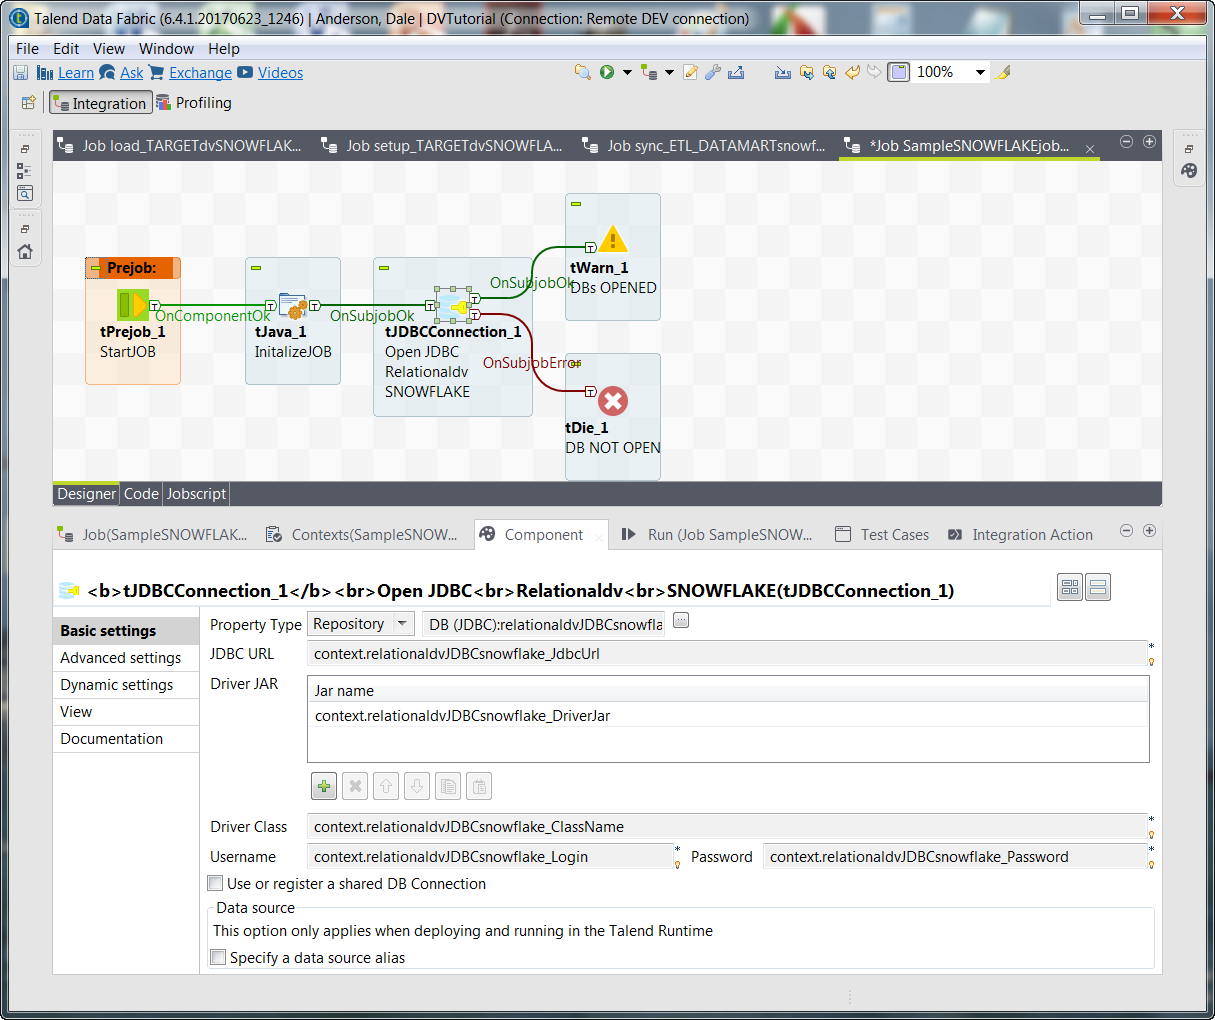 Talend Data Fabric (6.4.1.20170623_1246) | Anderson, Dale | DVTutorial (Connection: Remote DEV connection)
File Edit View Window Help
Learn Ask Exchange Videos 100%
Integration Profiling
Job load_TARGETdvSNOWFLAK... Job setup_TARGETdvSNOWFLA... Job sync_ETL_DATAMARTsnowf... *Job SampleSNOWFLAKEjob...
Prejob:
OnComponentOk
tPrejob_1
StartJOB
OnSubjobOk
tJava_1
InitalizeJOB
tJDBCConnection_1
Open JDBC
Relationaldv
SNOWFLAKE
OnSubjobOk
tWarn_1
DBs OPENED
OnSubjobError
tDie_1
DB NOT OPEN
Designer Code Jobscript
Job(SampleSNOWFLAK... Contexts(SampleSNOW... Component Run (Job SampleSNOW... Test Cases Integration Action
<b>tJDBCConnection_1</b><br>Open JDBC<br>Relationaldv<br>SNOWFLAKE(tJDBCConnection_1)
Basic settings
Advanced settings
Dynamic settings
View
Documentation
Property Type Repository DB (JDBC):relationaldvJDBCsnowfla ...
JDBC URL context.relationaldvJDBCsnowflake_JdbcUrl *
Driver JAR
Jar name
context.relationaldvJDBCsnowflake_DriverJar
Driver Class context.relationaldvJDBCsnowflake_ClassName *
Username context.relationaldvJDBCsnowflake_Login * Password context.relationaldvJDBCsnowflake_Password *
Use or register a shared DB Connection
Data source
This option only applies when deploying and running in the Talend Runtime
Specify a data source alias